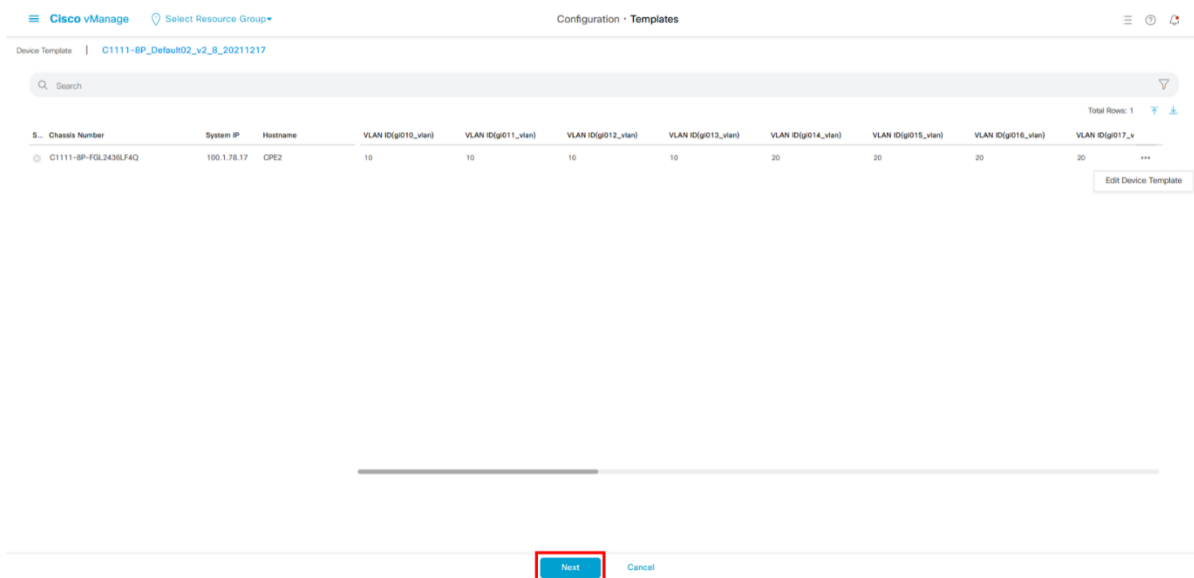 Cisco vManage Select Resource Group Configuration · Templates
Device Template | C1111-8P_Default02_v2_8_20211217
Search
Total Rows: 1
S... Chassis Number System IP Hostname VLAN ID(gi010_vlan) VLAN ID(gi011_vlan) VLAN ID(gi012_vlan) VLAN ID(gi013_vlan) VLAN ID(gi014_vlan) VLAN ID(gi015_vlan) VLAN ID(gi016_vlan) VLAN ID(gi017_v
C1111-8P-FGL2436LF4Q 100.1.78.17 CPE2 10 10 10 10 20 20 20 20 ...
Edit Device Template
Next Cancel